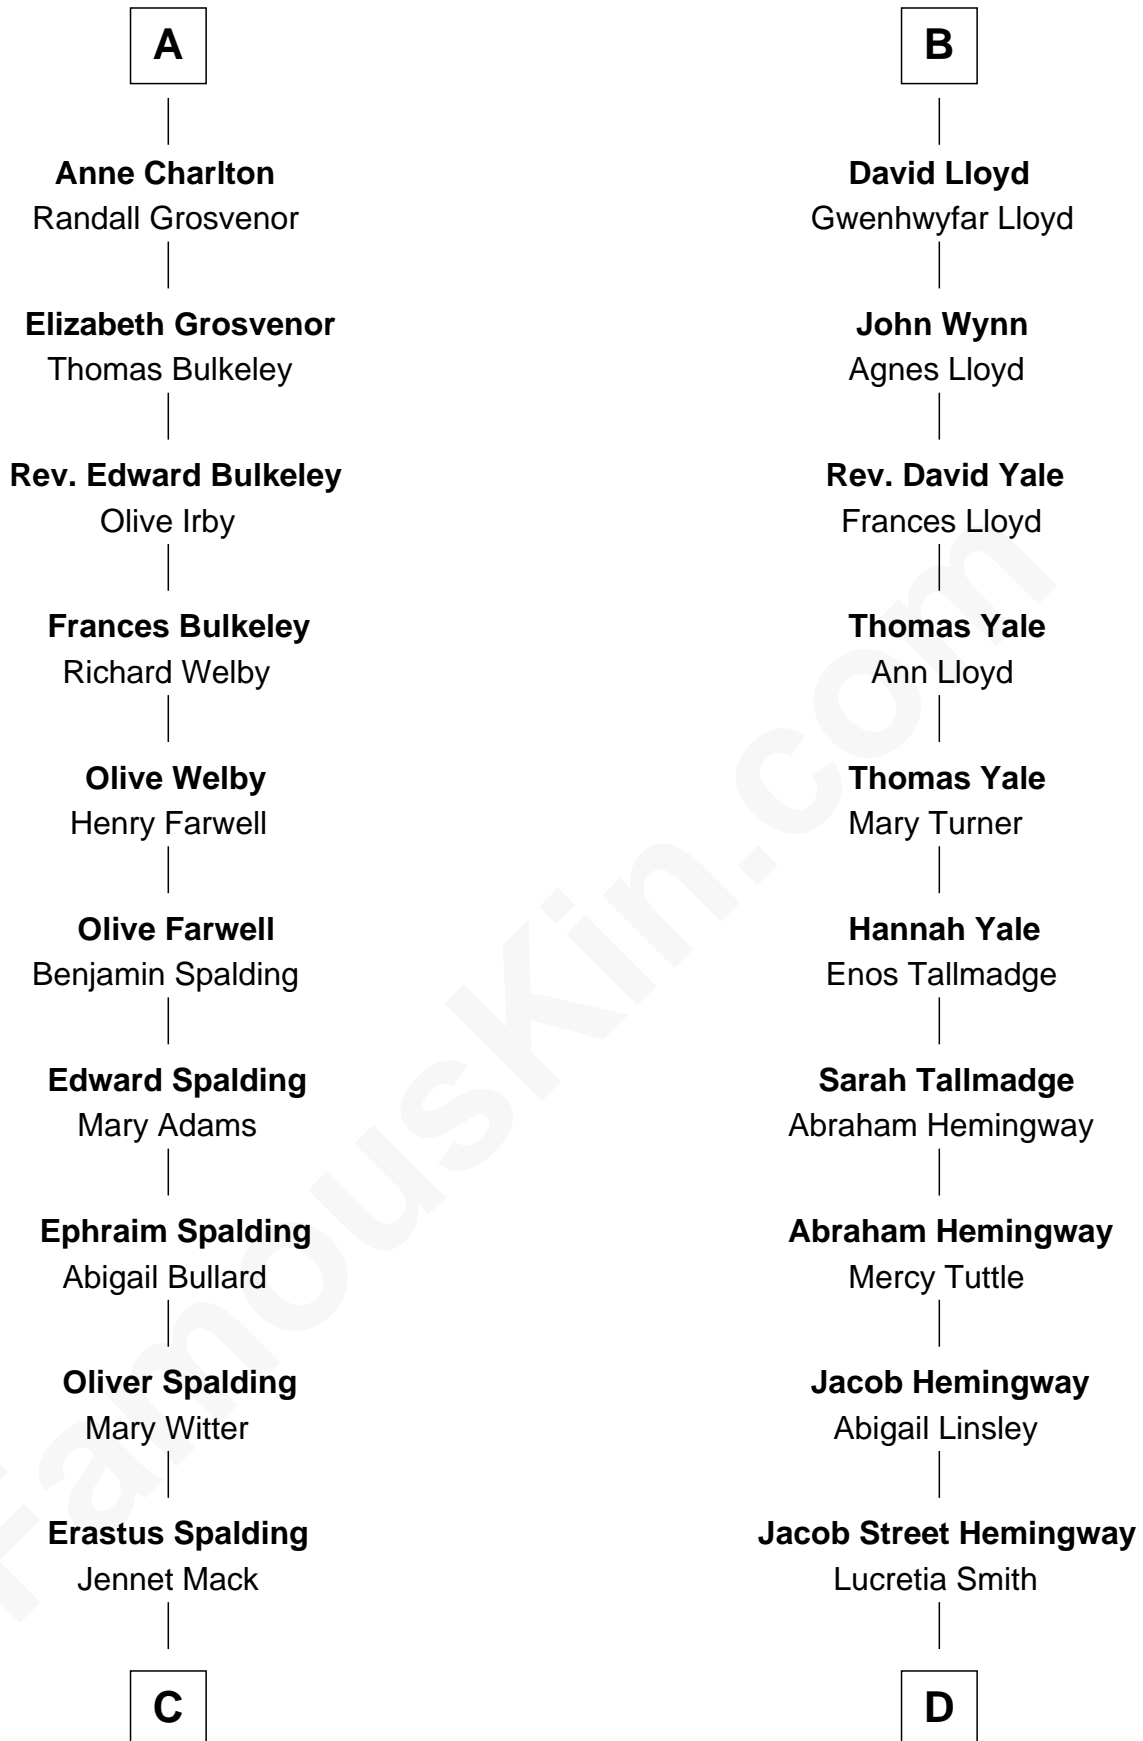 A
Anne Charlton
Randall Grosvenor
Elizabeth Grosvenor
Thomas Bulkeley
Rev. Edward Bulkeley
Olive Irby
Frances Bulkeley
Richard Welby
Olive Welby
Henry Farwell
Olive Farwell
Benjamin Spalding
Edward Spalding
Mary Adams
Ephraim Spalding
Abigail Bullard
Oliver Spalding
Mary Witter
Erastus Spalding
Jennet Mack
C
B
David Lloyd
Gwenhwyfar Lloyd
John Wynn
Agnes Lloyd
Rev. David Yale
Frances Lloyd
Thomas Yale
Ann Lloyd
Thomas Yale
Mary Turner
Hannah Yale
Enos Tallmadge
Sarah Tallmadge
Abraham Hemingway
Abraham Hemingway
Mercy Tuttle
Jacob Hemingway
Abigail Linsley
Jacob Street Hemingway
Lucretia Smith
D
FamousKin.com